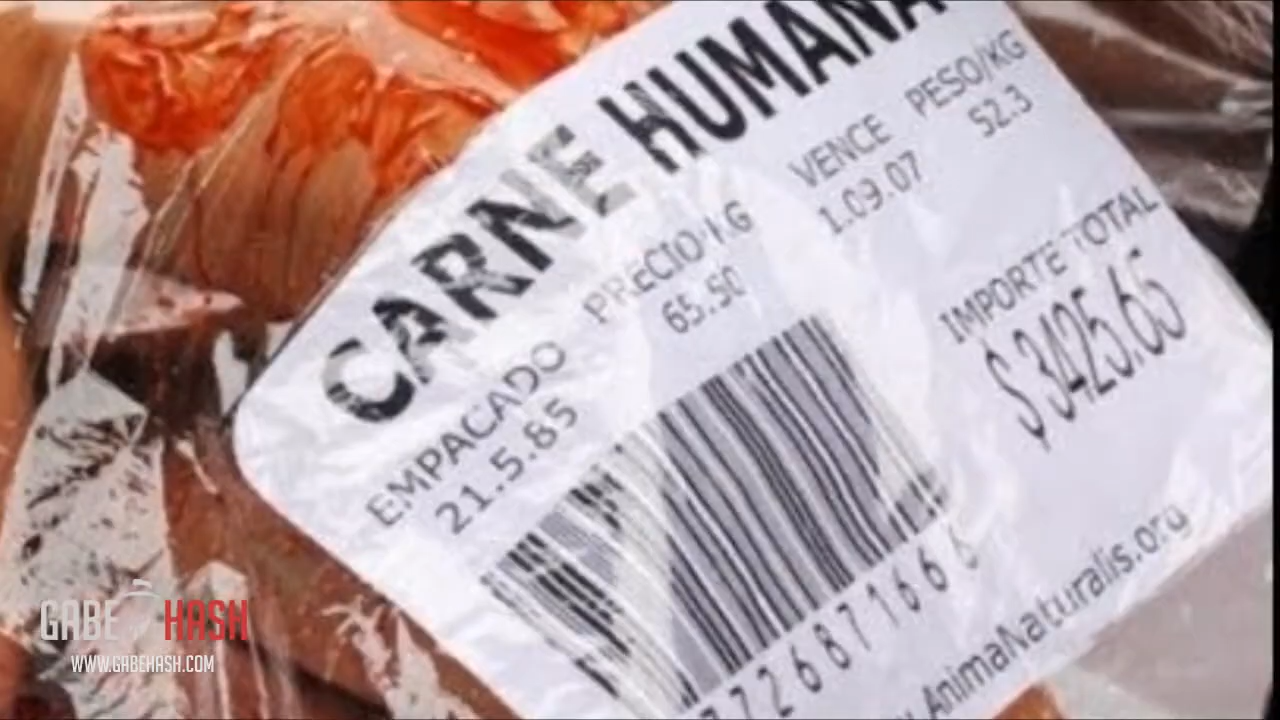 CARNE HUMANA
EMPACADO PRECIO/KG VENCE PESO/KG
21.5.85 65.50 1.09.07 52.3
IMPORTE TOTAL
$ 3425.65
72687166
AnimaNaturalis.org
GABE HASH
WWW.GABEHASH.COM